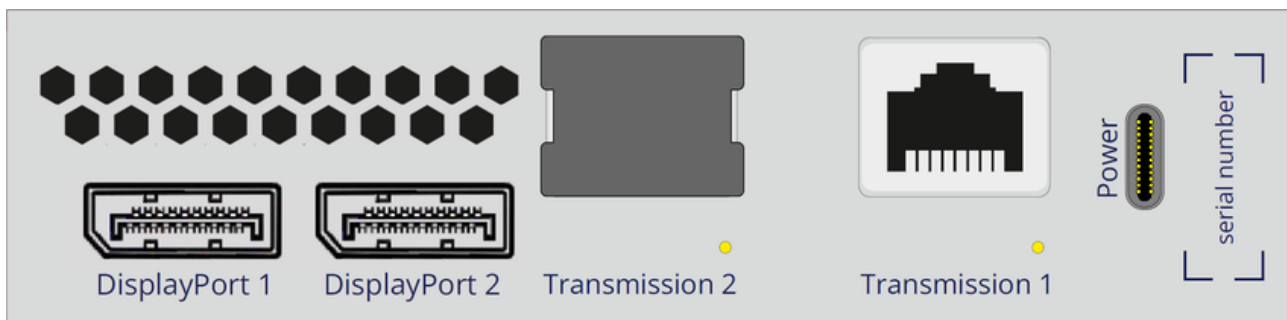 DisplayPort 1
DisplayPort 2
Transmission 2
Transmission 1
Power
serial number